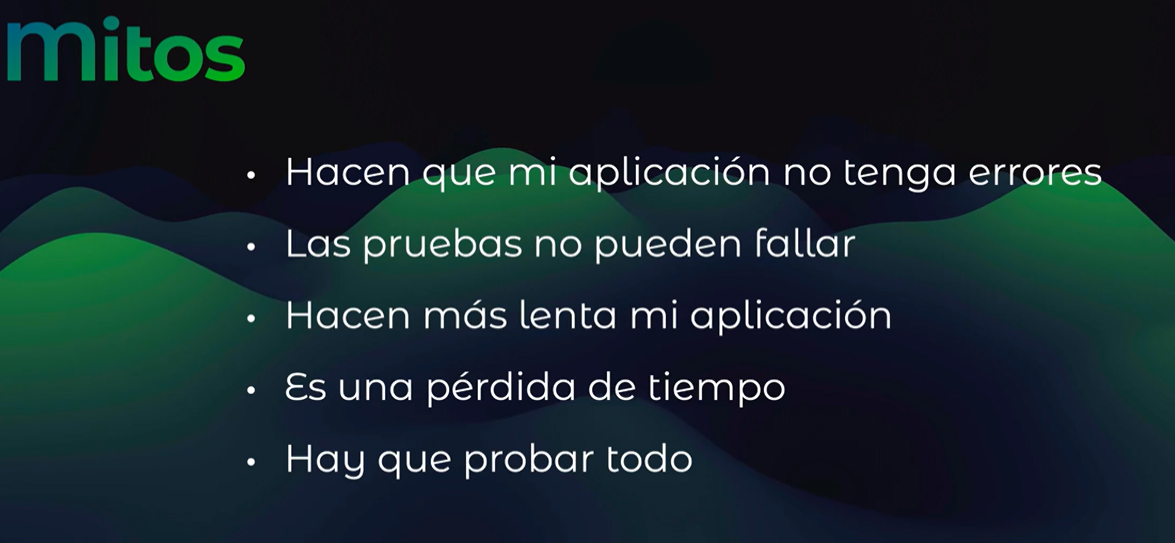 mitos
• Hacen que mi aplicación no tenga errores
• Las pruebas no pueden fallar
• Hacen más lenta mi aplicación
• Es una pérdida de tiempo
• Hay que probar todo